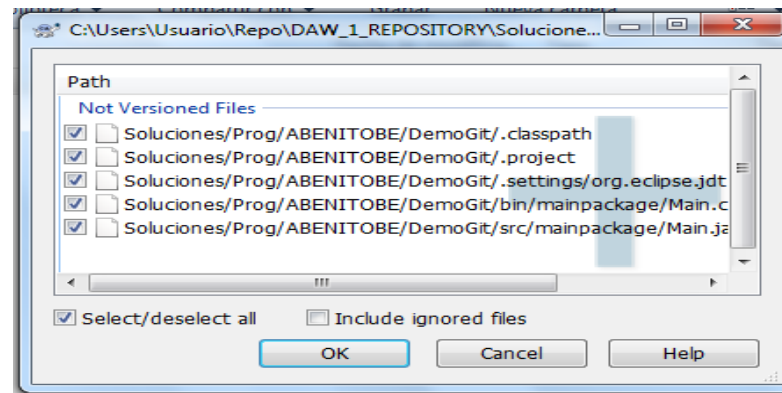 C:\Users\Usuario\Repo\DAW_1_REPOSITORY\Solucione...
Path
Not Versioned Files
Soluciones/Prog/ABENITOBE/DemoGit/.classpath
Soluciones/Prog/ABENITOBE/DemoGit/.project
Soluciones/Prog/ABENITOBE/DemoGit/.settings/org.eclipse.jdt
Soluciones/Prog/ABENITOBE/DemoGit/bin/mainpackage/Main.c
Soluciones/Prog/ABENITOBE/DemoGit/src/mainpackage/Main.ja
Select/deselect all Include ignored files
OK Cancel Help